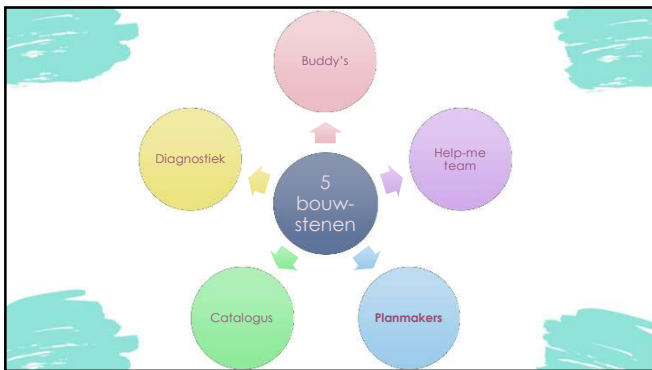 Buddy's
Diagnostiek
Help-me
team
5
bouw-
stenen
Catalogus
Planmakers